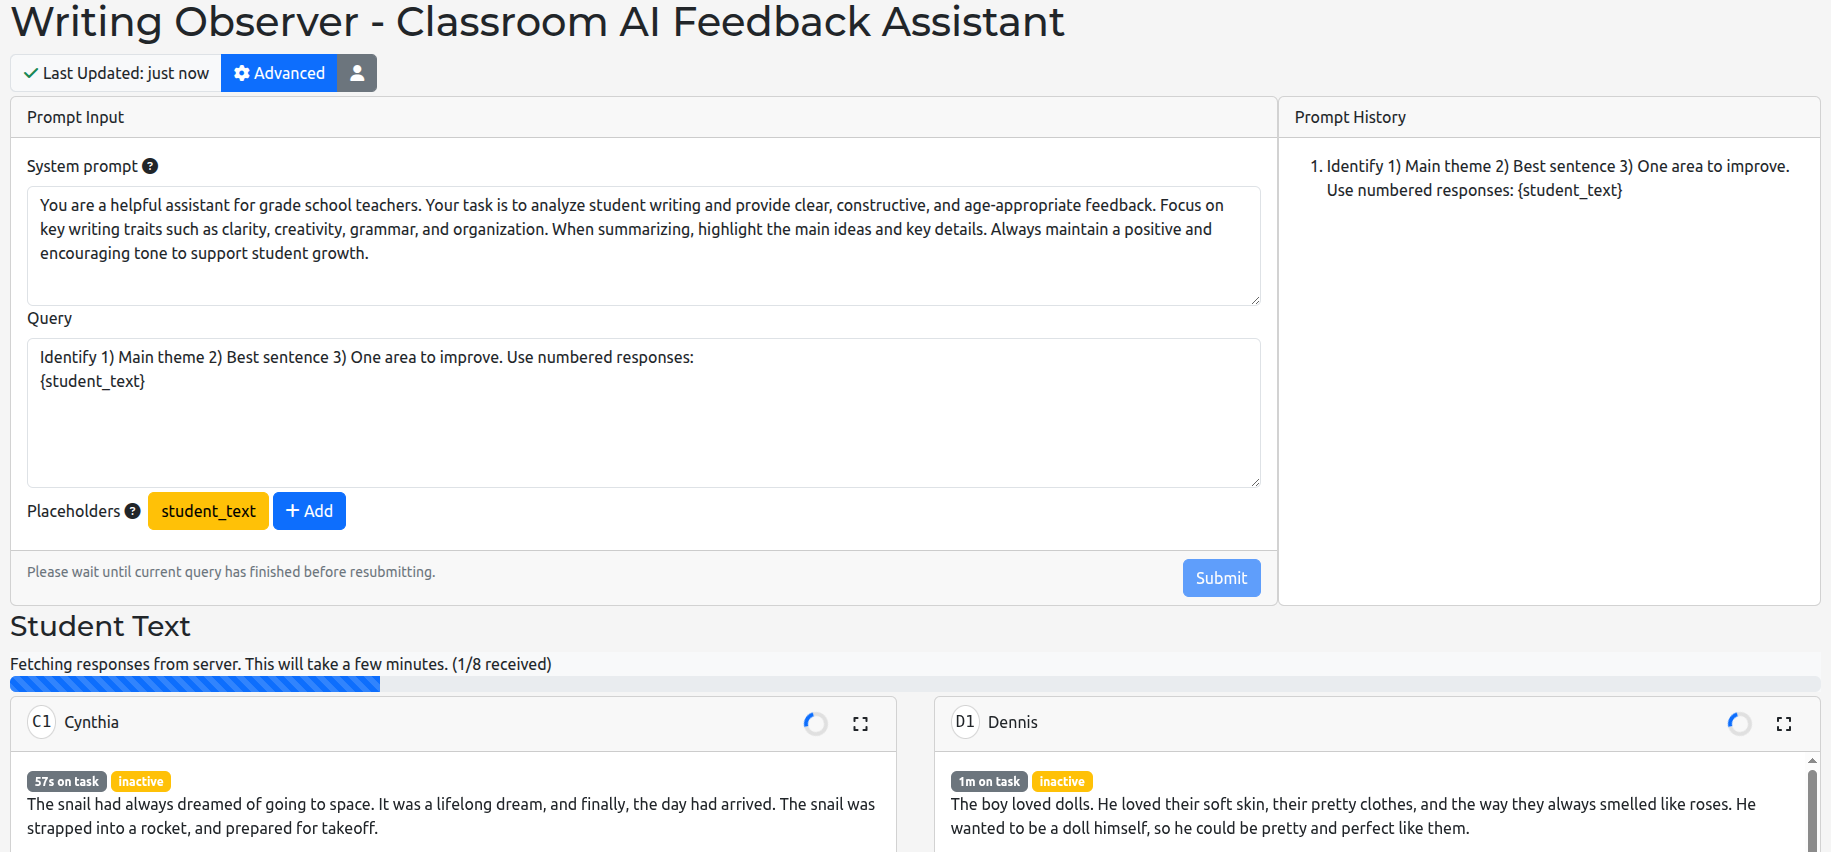 Writing Observer - Classroom AI Feedback Assistant
Last Updated: just now Advanced
Prompt Input
System prompt ?
You are a helpful assistant for grade school teachers. Your task is to analyze student writing and provide clear, constructive, and age-appropriate feedback. Focus on
key writing traits such as clarity, creativity, grammar, and organization. When summarizing, highlight the main ideas and key details. Always maintain a positive and
encouraging tone to support student growth.
Query
Identify 1) Main theme 2) Best sentence 3) One area to improve. Use numbered responses:
{student_text}
Placeholders ? student_text + Add
Please wait until current query has finished before resubmitting.
Submit
Prompt History
1. Identify 1) Main theme 2) Best sentence 3) One area to improve.
Use numbered responses: {student_text}
Student Text
Fetching responses from server. This will take a few minutes. (1/8 received)
C1 Cynthia
57s on task inactive
The snail had always dreamed of going to space. It was a lifelong dream, and finally, the day had arrived. The snail was
strapped into a rocket, and prepared for takeoff.
D1 Dennis
1m on task inactive
The boy loved dolls. He loved their soft skin, their pretty clothes, and the way they always smelled like roses. He
wanted to be a doll himself, so he could be pretty and perfect like them.